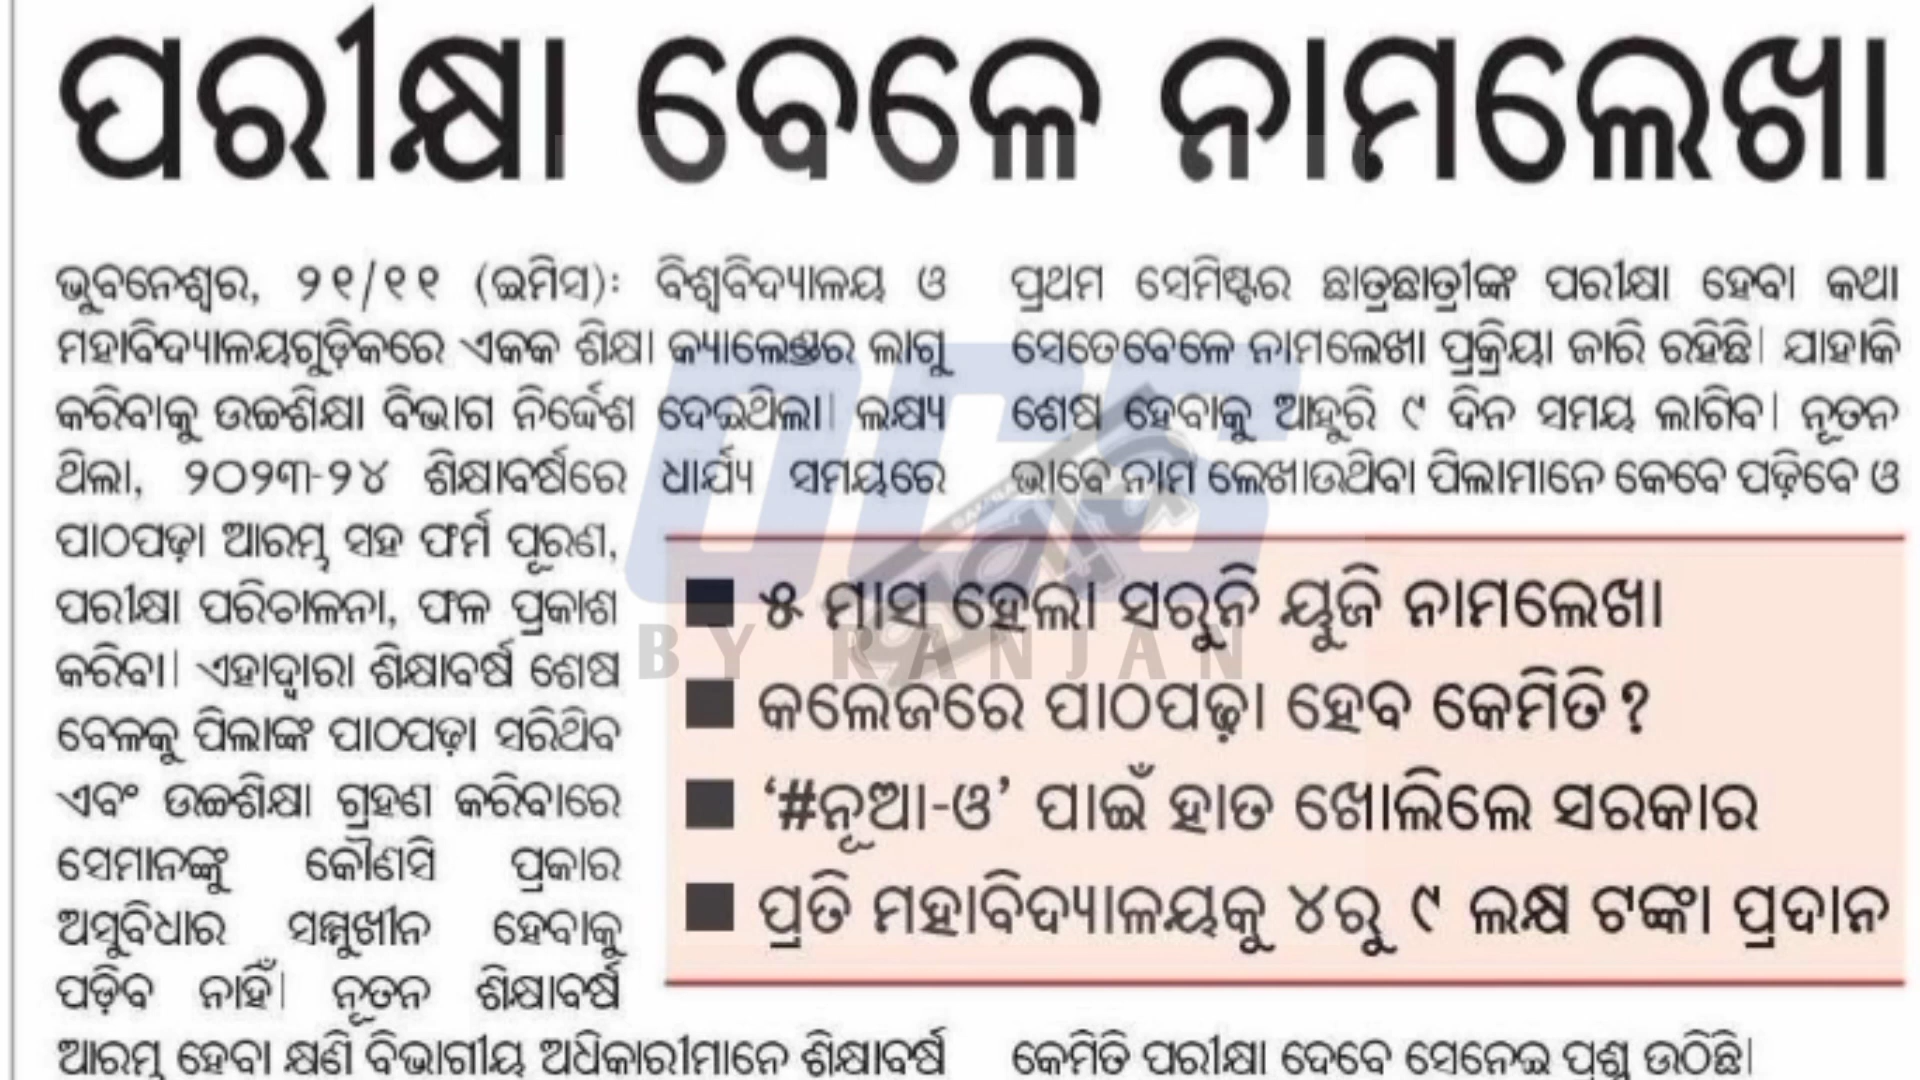 ପରୀକ୍ଷା ବେଳେ ନାମଲେଖା
ଭୁବନେଶ୍ୱର, ୨୧/୧୧ (ଇମିସ): ବିଶ୍ୱବିଦ୍ୟାଳୟ ଓ
ମହାବିଦ୍ୟାଳୟଗୁଡ଼ିକରେ ଏକକ ଶିକ୍ଷା କ୍ୟାଲେଣ୍ଡର ଲାଗୁ
କରିବାକୁ ଉଚ୍ଚଶିକ୍ଷା ବିଭାଗ ନିର୍ଦ୍ଦେଶ ଦେଇଥିଲା। ଲକ୍ଷ୍ୟ
ଥିଲା, ୨୦୨୩-୨୪ ଶିକ୍ଷାବର୍ଷରେ ଧାର୍ଯ୍ୟ ସମୟରେ
ପାଠପଢ଼ା ଆରମ୍ଭ ସହ ଫର୍ମ ପୂରଣ,
ପରୀକ୍ଷା ପରିଚାଳନା, ଫଳ ପ୍ରକାଶ
କରିବା। ଏହାଦ୍ୱାରା ଶିକ୍ଷାବର୍ଷ ଶେଷ
ବେଳକୁ ପିଲାଙ୍କ ପାଠପଢ଼ା ସରିଥିବ
ଏବଂ ଉଚ୍ଚଶିକ୍ଷା ଗ୍ରହଣ କରିବାରେ
ସେମାନଙ୍କୁ କୌଣସି ପ୍ରକାର
ଅସୁବିଧାର ସମ୍ମୁଖୀନ ହେବାକୁ
ପଡ଼ିବ ନାହିଁ। ନୂତନ ଶିକ୍ଷାବର୍ଷ
ଆରମ୍ଭ ହେବା କ୍ଷଣି ବିଭାଗୀୟ ଅଧିକାରୀମାନେ ଶିକ୍ଷାବର୍ଷ
ପ୍ରଥମ ସେମିଷ୍ଟର ଛାତ୍ରଛାତ୍ରୀଙ୍କ ପରୀକ୍ଷା ହେବା କଥା
ସେତେବେଳେ ନାମଲେଖା ପ୍ରକ୍ରିୟା ଜାରି ରହିଛି। ଯାହାକି
ଶେଷ ହେବାକୁ ଆହୁରି ୯ ଦିନ ସମୟ ଲାଗିବ। ନୂତନ
ଭାବେ ନାମ ଲେଖାଉଥିବା ପିଲାମାନେ କେବେ ପଢ଼ିବେ ଓ
■ ୫ ମାସ ହେଲା ସରୁନି ୟୁଜି ନାମଲେଖା
■ କଲେଜରେ ପାଠପଢ଼ା ହେବ କେମିତି ?
■ ‘#ନୂଆ-ଓ’ ପାଇଁ ହାତ ଖୋଲିଲେ ସରକାର
■ ପ୍ରତି ମହାବିଦ୍ୟାଳୟକୁ ୪ରୁ ୯ ଲକ୍ଷ ଟଙ୍କା ପ୍ରଦାନ
କେମିତି ପରୀକ୍ଷା ଦେବେ ସେନେଇ ପ୍ରଶ୍ନ ଉଠିଛି।
OCS
BY RANJAN